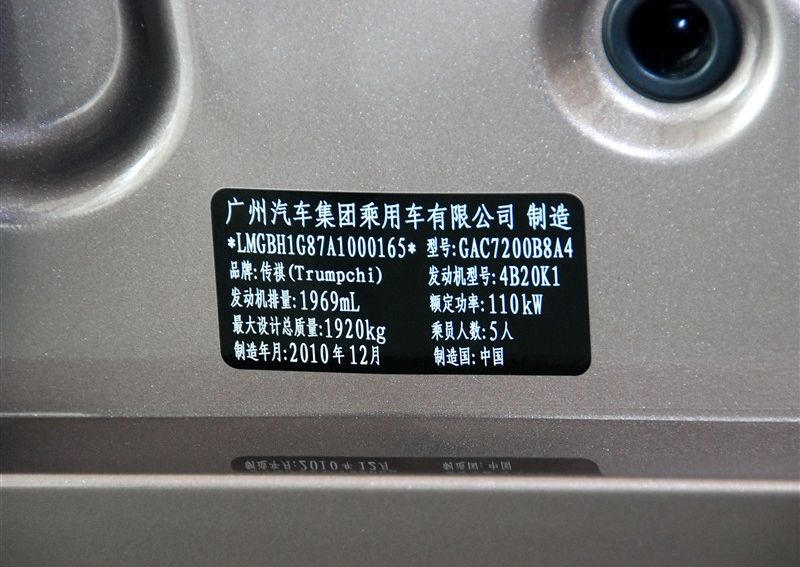 广州汽车集团乘用车有限公司 制造
*LMGBH1G87A1000165* 型号:GAC7200B8A4
品牌:传祺(Trumpchi) 发动机型号:4B20K1
发动机排量:1969mL 额定功率:110kW
最大设计总质量:1920kg 乘员人数:5人
制造年月:2010年12月 制造国:中国